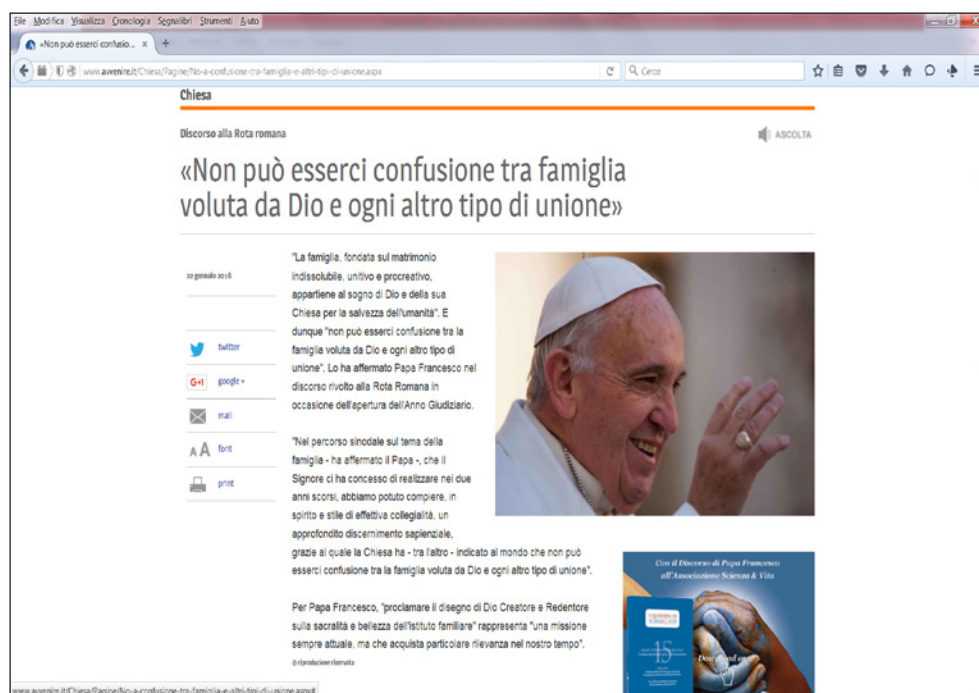 File Modifica Visualizza Cronologia Segnalibri Strumenti Aiuto
«Non può esserci confusio... × +
www.avvenire.it/Chiesa/Pagine/No-a-confusione-tra-famiglia-e-altri-tipi-di-unione.aspx
Cerca
Chiesa
Discorso alla Rota romana
ASCOLTA
«Non può esserci confusione tra famiglia
voluta da Dio e ogni altro tipo di unione»
22 gennaio 2016
twitter
G+1 google +
mail
AA font
print
"La famiglia, fondata sul matrimonio
indissolubile, unitivo e procreativo,
appartiene al sogno di Dio e della sua
Chiesa per la salvezza dell'umanità". E
dunque "non può esserci confusione tra la
famiglia voluta da Dio e ogni altro tipo di
unione". Lo ha affermato Papa Francesco nel
discorso rivolto alla Rota Romana in
occasione dell'apertura dell'Anno Giudiziario.
"Nel percorso sinodale sul tema della
famiglia - ha affermato il Papa -, che il
Signore ci ha concesso di realizzare nei due
anni scorsi, abbiamo potuto compiere, in
spirito e stile di effettiva collegialità, un
approfondito discernimento sapienziale,
grazie al quale la Chiesa ha - tra l'altro - indicato al mondo che non può
esserci confusione tra la famiglia voluta da Dio e ogni altro tipo di unione".
Per Papa Francesco, "proclamare il disegno di Dio Creatore e Redentore
sulla sacralità e bellezza dell'istituto familiare" rappresenta "una missione
sempre attuale, ma che acquista particolare rilevanza nel nostro tempo".
© riproduzione riservata
Con il Discorso di Papa Francesco
all'Associazione Scienza & Vita
15
www.avvenire.it/Chiesa/Pagine/No-a-confusione-tra-famiglia-e-altri-tipi-di-unione.aspx#